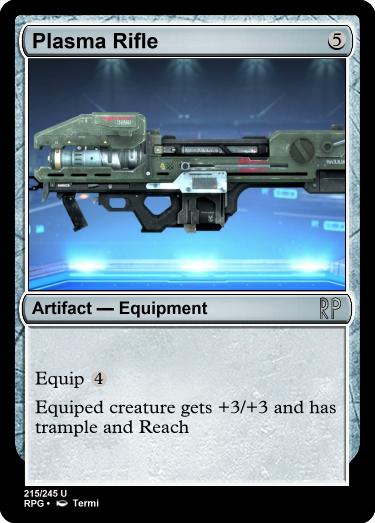 Plasma Rifle 5
Artifact — Equipment RP
Equip 4
Equiped creature gets +3/+3 and has
trample and Reach
215/245 U
RPG • Termi